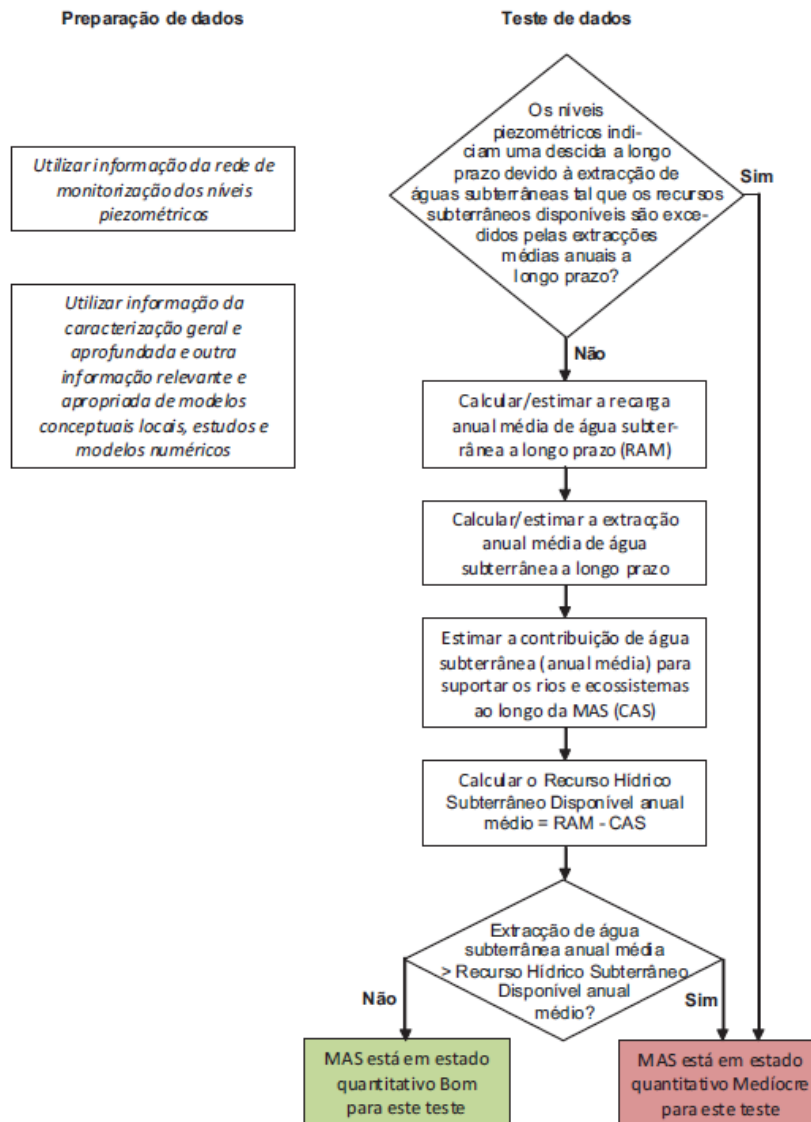 Preparação de dados
Utilizar informação da rede de
monitorização dos níveis
piezométricos
Utilizar informação da
caracterização geral e
aprofundada e outra
informação relevante e
apropriada de modelos
conceptuais locais, estudos e
modelos numéricos
Teste de dados
Os níveis
piezométricos indi-
ciam uma descida a longo
prazo devido à extracção de
águas subterrâneas tal que os recursos
subterrâneos disponíveis são exce-
didos pelas extracções
médias anuais a
longo prazo?
Sim
Não
Calcular/estimar a recarga
anual média de água subter-
rânea a longo prazo (RAM)
Calcular/estimar a extracção
anual média de água
subterrânea a longo prazo
Estimar a contribuição de água
subterrânea (anual média) para
suportar os rios e ecossistemas
ao longo da MAS (CAS)
Calcular o Recurso Hídrico
Subterrâneo Disponível anual
médio = RAM - CAS
Extracção de água
subterrânea anual média
> Recurso Hídrico Subterrâneo
Disponível anual
médio?
Não
Sim
MAS está em estado
quantitativo Bom
para este teste
MAS está em estado
quantitativo Medíocre
para este teste